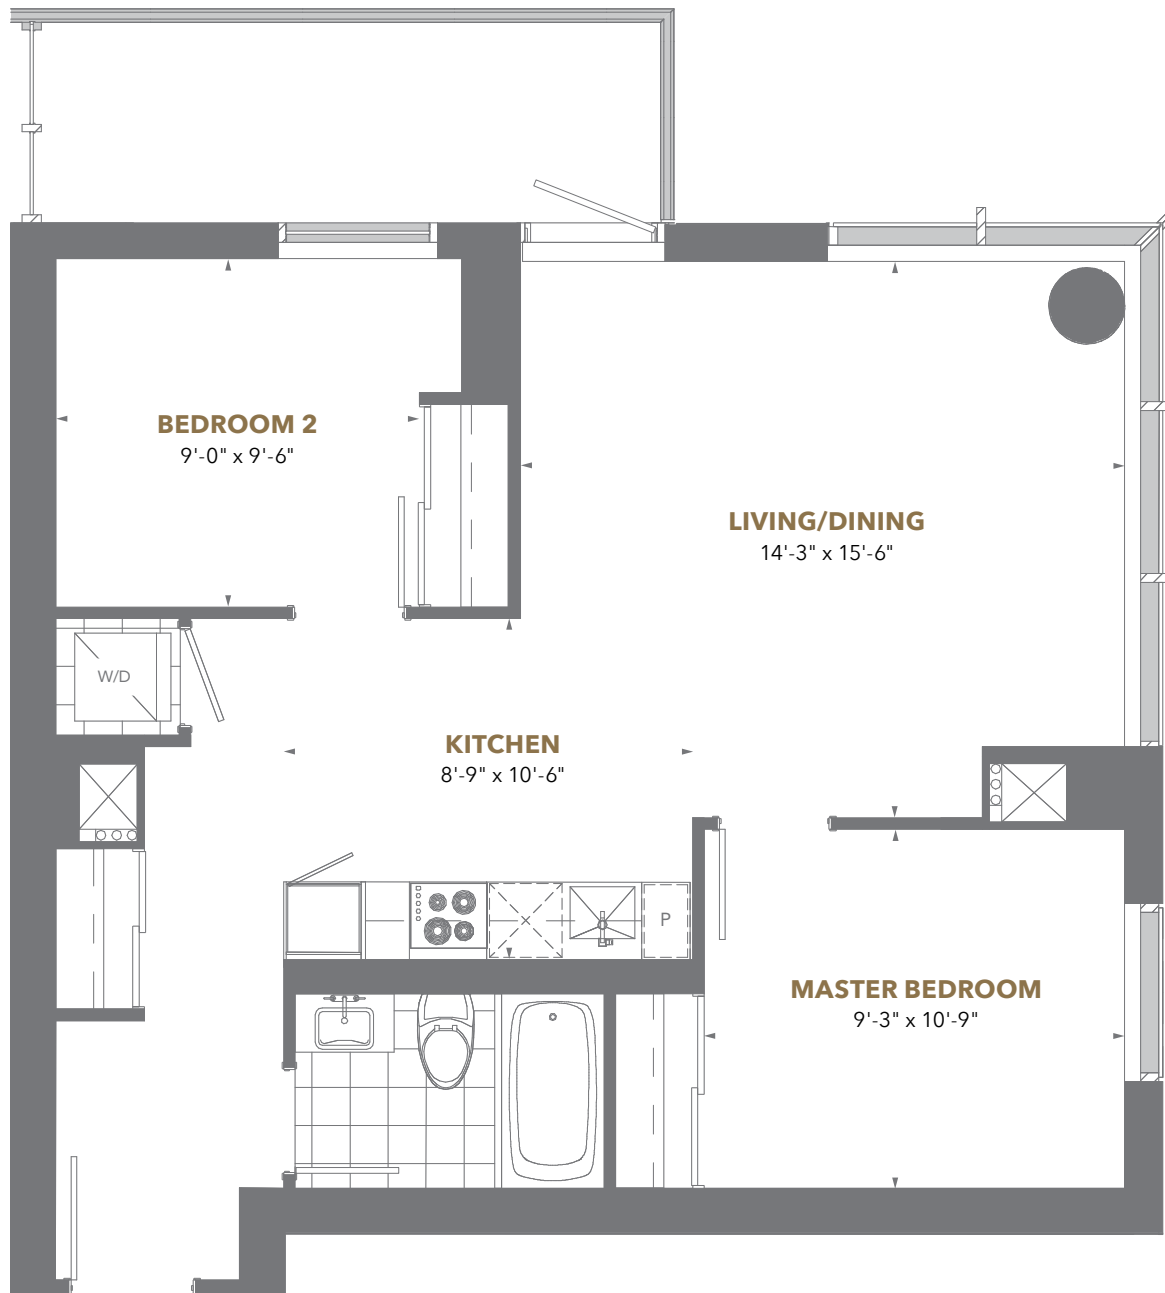 BEDROOM 2
9'-0" x 9'-6"
LIVING/DINING
14'-3" x 15'-6"
W/D
KITCHEN
8'-9" x 10'-6"
P
MASTER BEDROOM
9'-3" x 10'-9"